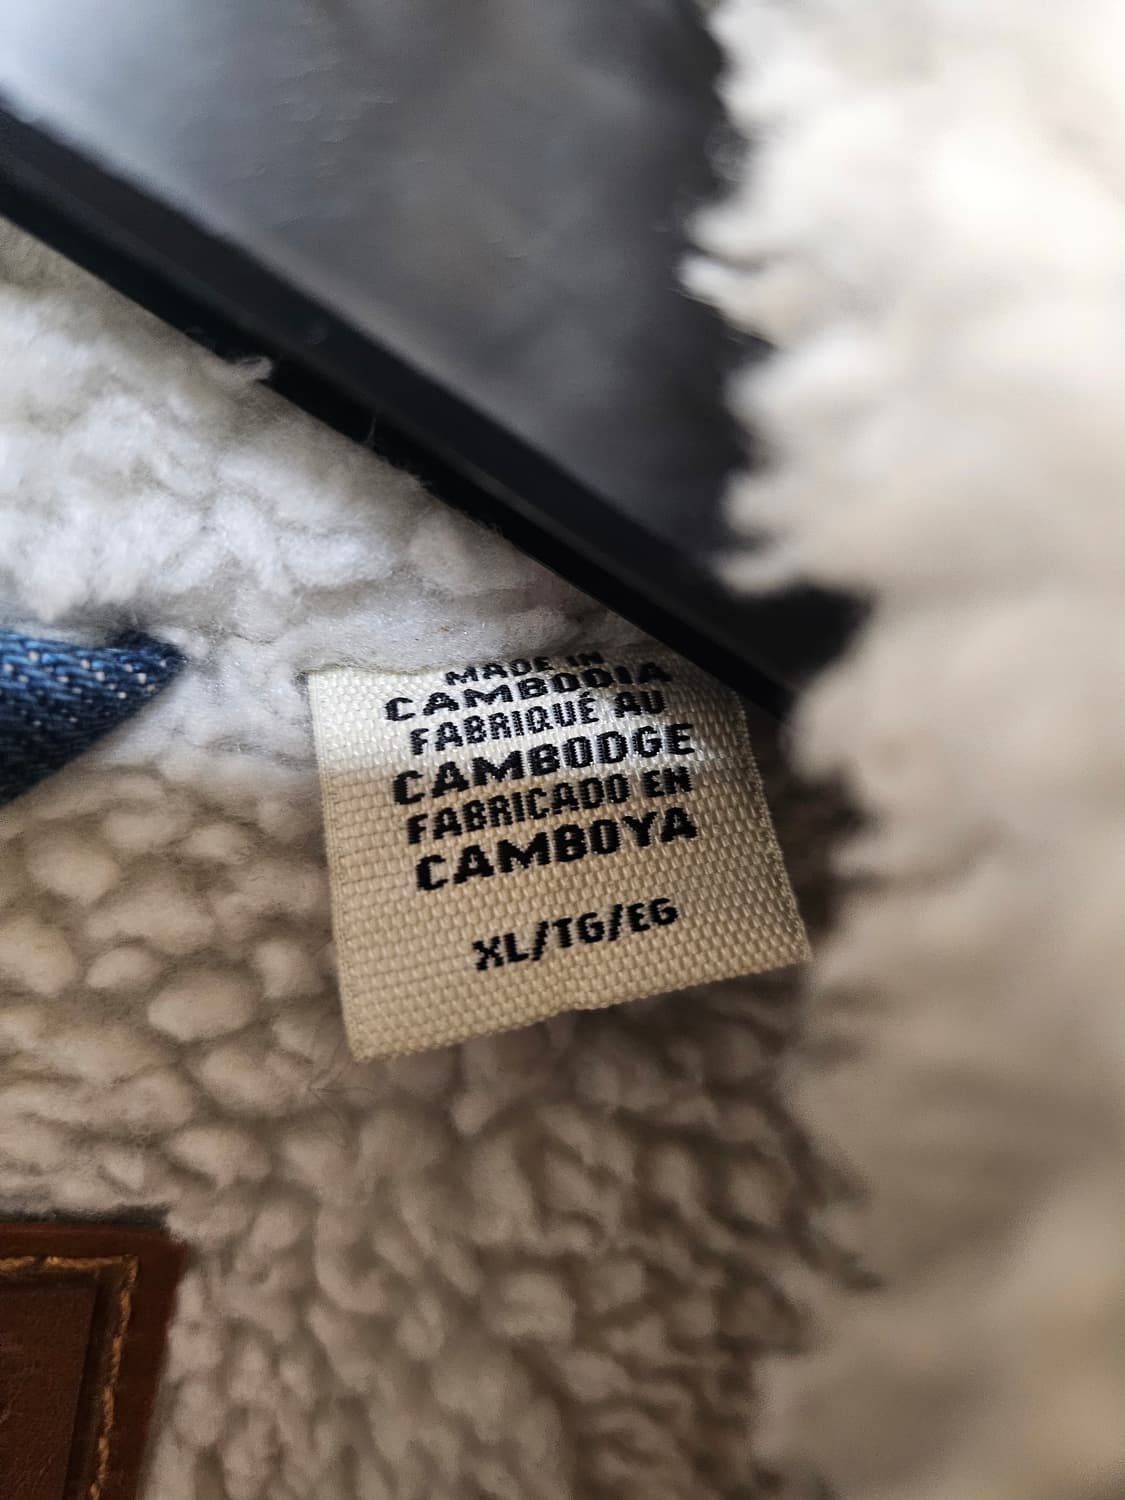 MADE IN
CAMBODIA
FABRIQUÉ AU
CAMBODGE
FABRICADO EN
CAMBOYA
XL/TG/EG